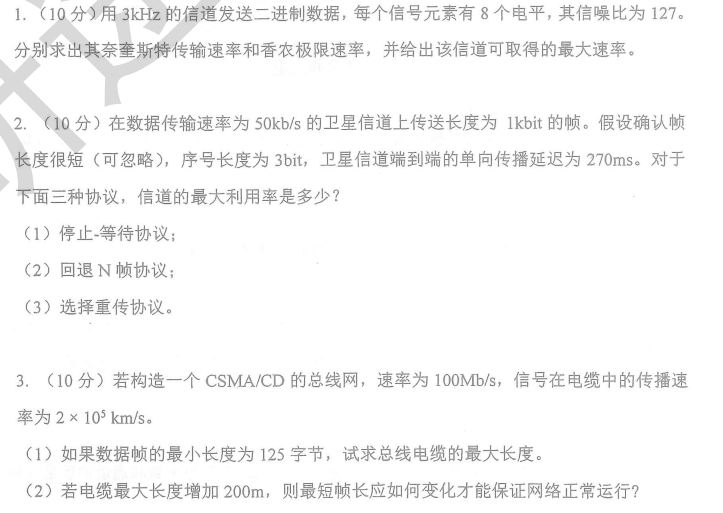 1. （10 分）用 3kHz 的信道发送二进制数据，每个信号元素有 8 个电平，其信噪比为 127。
分别求出其奈奎斯特传输速率和香农极限速率，并给出该信道可取得的最大速率。
2. （10 分）在数据传输速率为 50kb/s 的卫星信道上传送长度为 1kbit 的帧。假设确认帧
长度很短（可忽略），序号长度为 3bit，卫星信道端到端的单向传播延迟为 270ms。对于
下面三种协议，信道的最大利用率是多少？
（1）停止-等待协议；
（2）回退 N 帧协议；
（3）选择重传协议。
3. （10 分）若构造一个 CSMA/CD 的总线网，速率为 100Mb/s，信号在电缆中的传播速
率为 2 × 10⁵ km/s。
（1）如果数据帧的最小长度为 125 字节，试求总线电缆的最大长度。
（2）若电缆最大长度增加 200m，则最短帧长应如何变化才能保证网络正常运行？